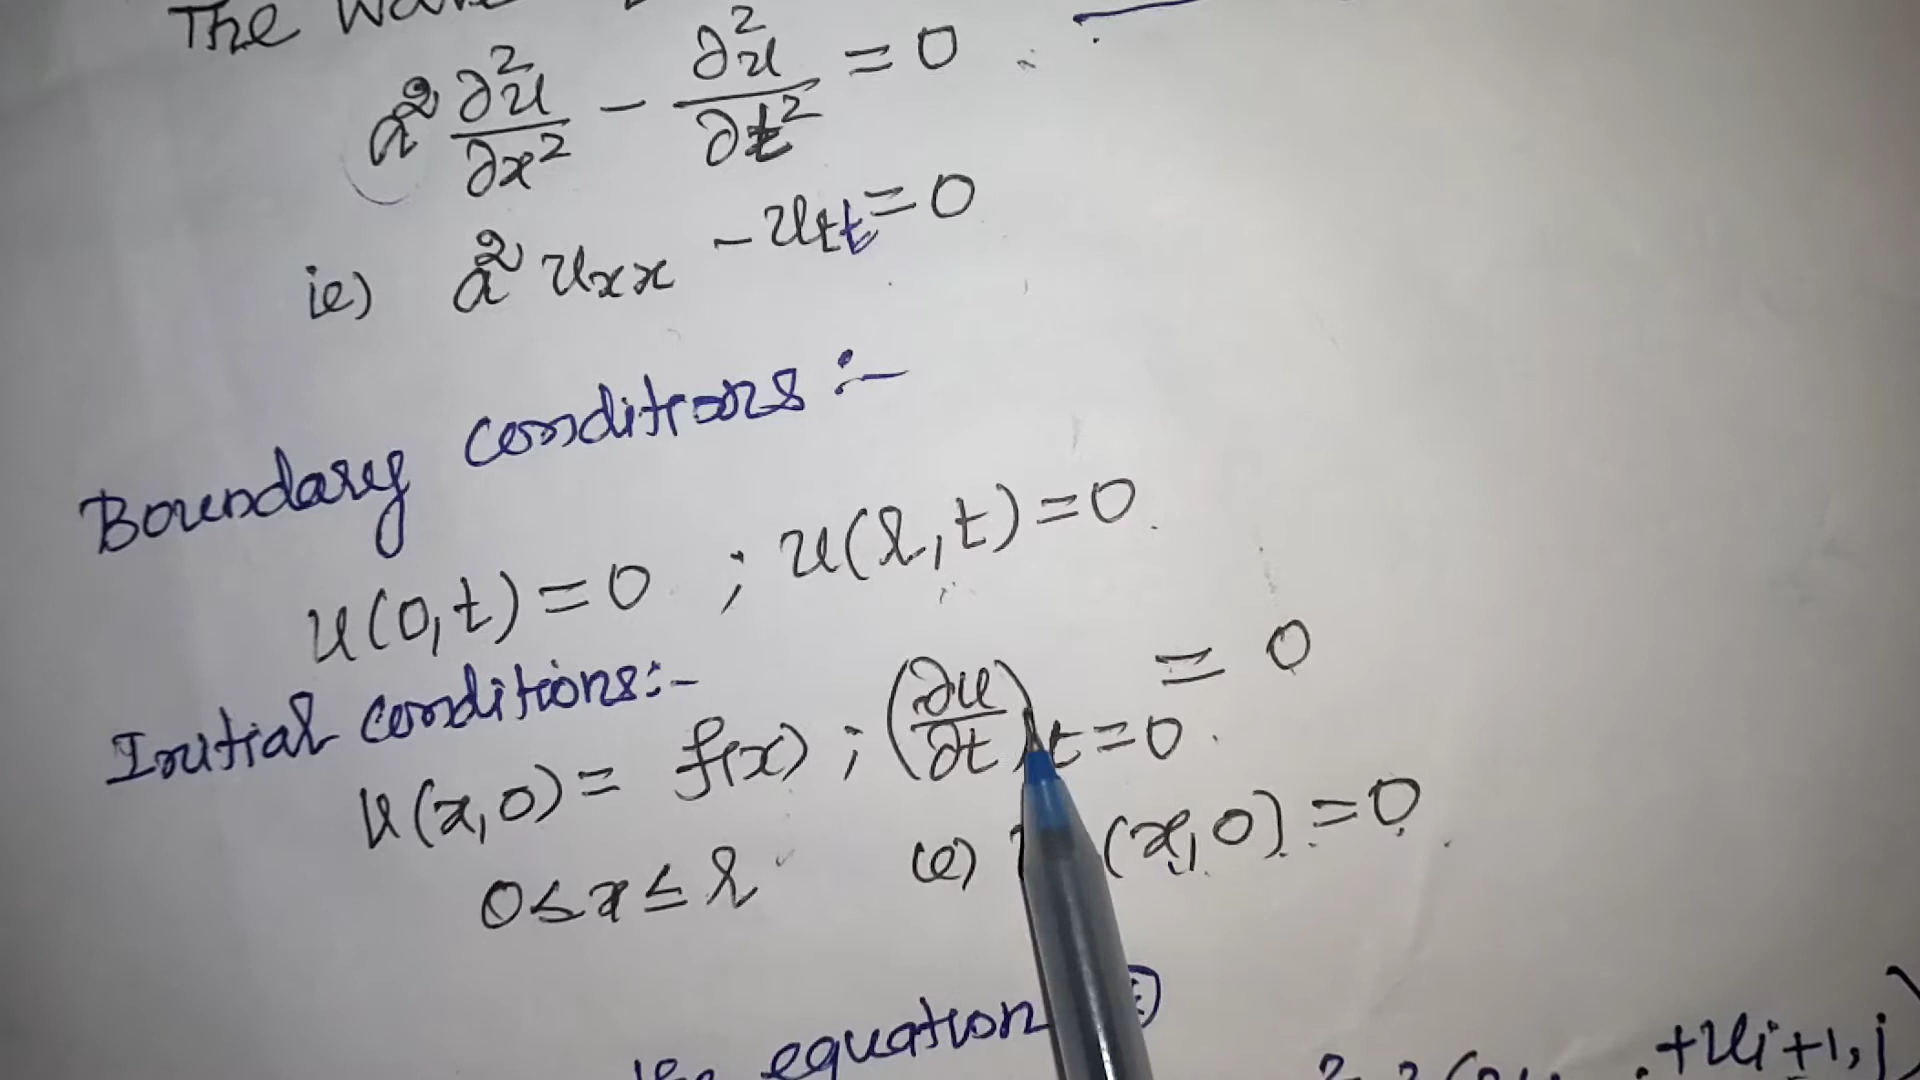 The
a² ∂²u/∂x² − ∂²u/∂t² = 0
ie) a² uxx − utt = 0
Boundary conditions :-
u(0,t) = 0 ; u(l,t) = 0
Initial conditions:-
u(x,0) = f(x) ; (∂u/∂t) t=0 = 0
0 ≤ x ≤ l ie) (x,0) = 0
equation
+ui+1,j)